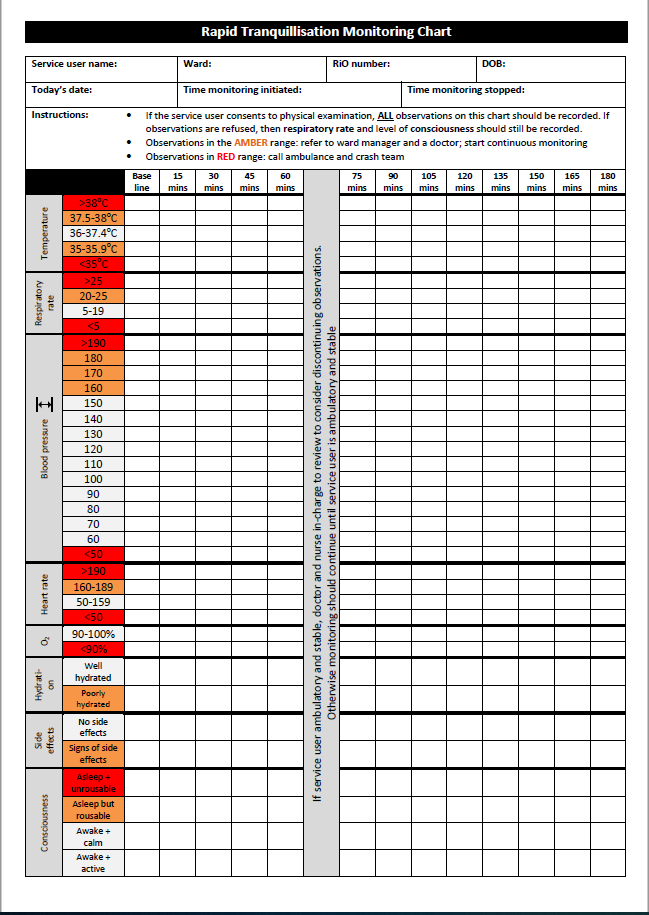 Rapid Tranquillisation Monitoring Chart
Service user name: Ward: RiO number: DOB:
Today's date: Time monitoring initiated: Time monitoring stopped:
Instructions:
• If the service user consents to physical examination, ALL observations on this chart should be recorded. If
observations are refused, then respiratory rate and level of consciousness should still be recorded.
• Observations in the AMBER range: refer to ward manager and a doctor; start continuous monitoring
• Observations in RED range: call ambulance and crash team
Base 15 30 45 60 75 90 105 120 135 150 165 180
line mins mins mins mins mins mins mins mins mins mins mins mins
If service user ambulatory and stable, doctor and nurse in-charge to review to consider discontinuing observations.
Otherwise monitoring should continue until service user is ambulatory and stable
Temperature
>38°C
37.5-38°C
36-37.4°C
35-35.9°C
<35°C
Respiratory
rate
>25
20-25
5-19
<5
Blood pressure
>190
180
170
160
150
140
130
120
110
100
90
80
70
60
<50
Heart rate
>190
160-189
50-159
<50
O₂
90-100%
<90%
Hydrati-
on
Well
hydrated
Poorly
hydrated
Side
effects
No side
effects
Signs of side
effects
Consciousness
Asleep +
unrousable
Asleep but
rousable
Awake +
calm
Awake +
active